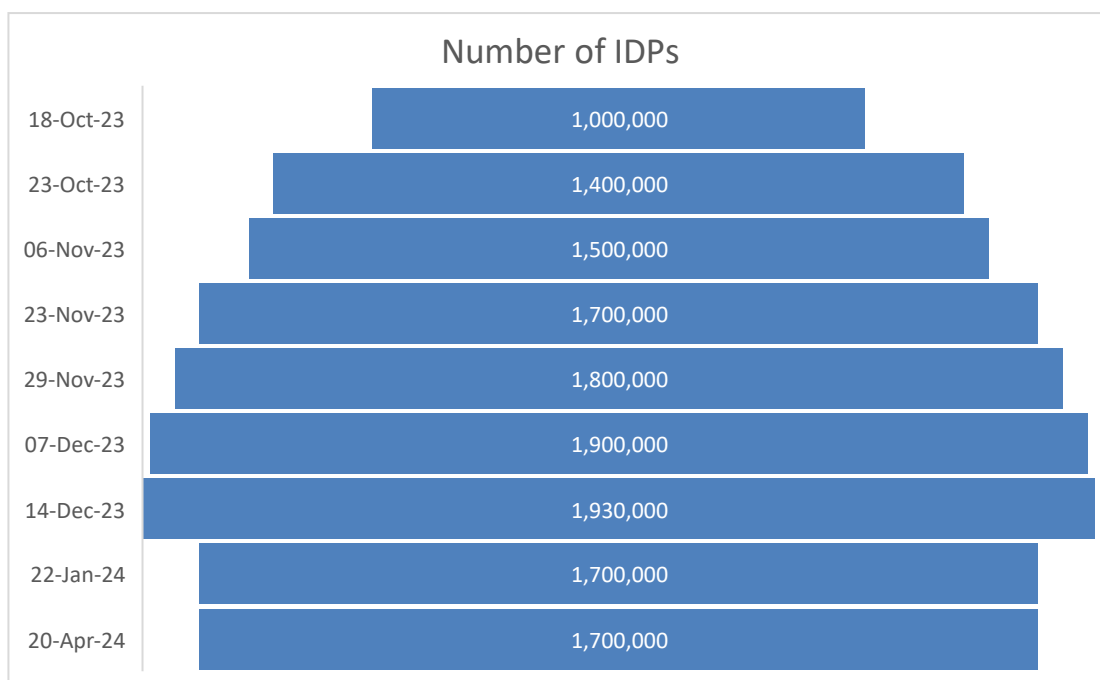 Number of IDPs
18-Oct-23 1,000,000
23-Oct-23 1,400,000
06-Nov-23 1,500,000
23-Nov-23 1,700,000
29-Nov-23 1,800,000
07-Dec-23 1,900,000
14-Dec-23 1,930,000
22-Jan-24 1,700,000
20-Apr-24 1,700,000